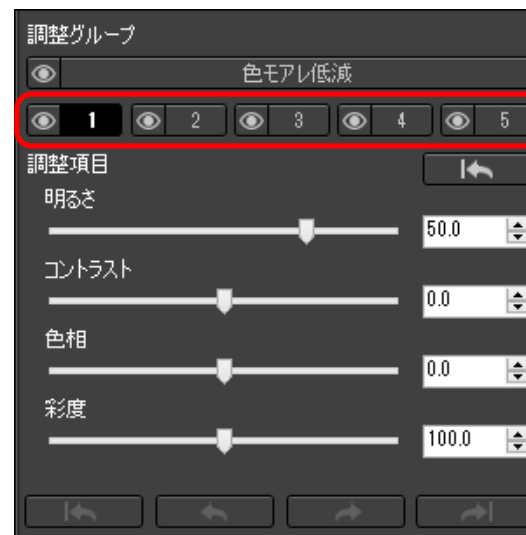 調整グループ
色モアレ低減
1 2 3 4 5
調整項目
明るさ
50.0
コントラスト
0.0
色相
0.0
彩度
100.0